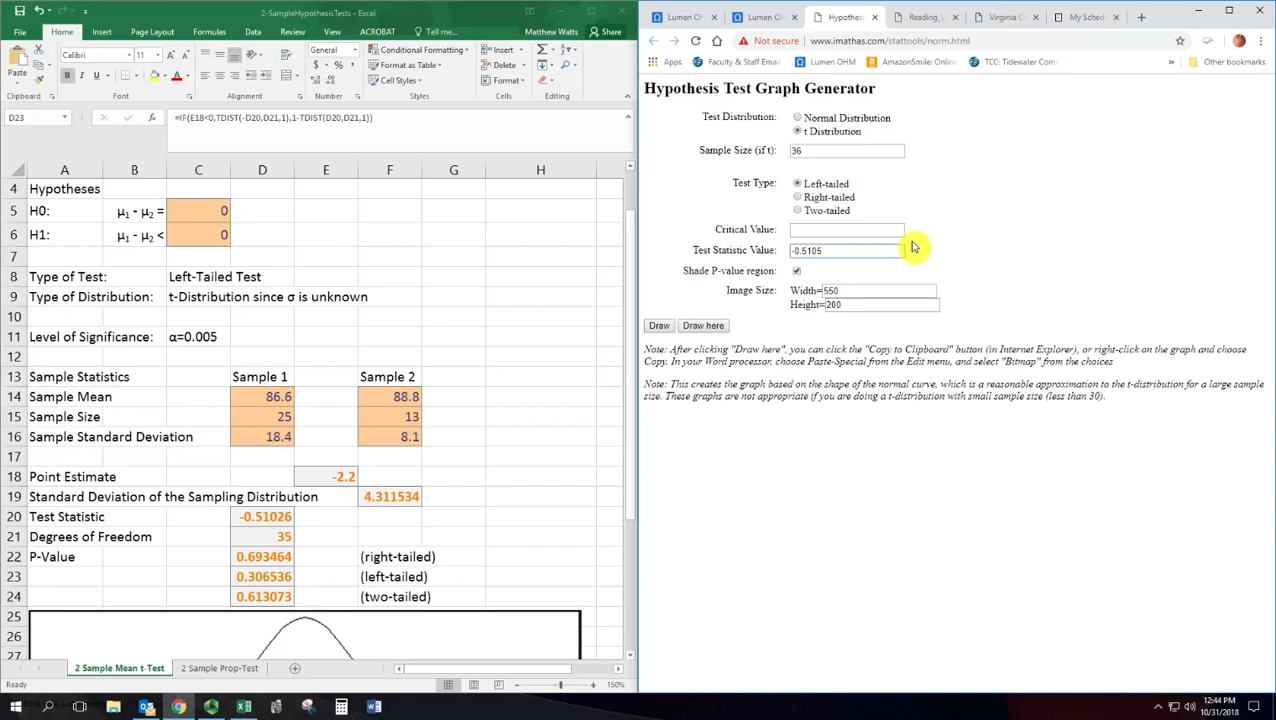 2-SampleHypothesisTests - Excel
Matthew Watts
Share
File
Home
Insert
Page Layout
Formulas
Data
Review
View
ACROBAT
Tell me...
Calibri
11
Paste
B I U
General
$ % ,
Conditional Formatting
Format as Table
Cell Styles
Insert
Delete
Format
Clipboard
Font
Alignment
Number
Styles
Cells
Editing
D23
fx
=IF(E18<0,TDIST(-D20,D21,1),1-TDIST(D20,D21,1))
A B C D E F G H
4 Hypotheses
5 H0: μ₁ - μ₂ = 0
6 H1: μ₁ - μ₂ < 0
7
8 Type of Test: Left-Tailed Test
9 Type of Distribution: t-Distribution since σ is unknown
10
11 Level of Significance: α=0.005
12
13 Sample Statistics Sample 1 Sample 2
14 Sample Mean 86.6 88.8
15 Sample Size 25 13
16 Sample Standard Deviation 18.4 8.1
17
18 Point Estimate -2.2
19 Standard Deviation of the Sampling Distribution 4.311534
20 Test Statistic -0.51026
21 Degrees of Freedom 35
22 P-Value 0.693464 (right-tailed)
23 0.306536 (left-tailed)
24 0.613073 (two-tailed)
25
26
27
2 Sample Mean t-Test
2 Sample Prop-Test
Ready
150%
Lumen OH
Lumen OH
Hypothes
Reading_
Virginia C
My Sched
Not secure
www.imathas.com/stattools/norm.html
Apps
Faculty & Staff Email
Lumen OHM
AmazonSmile: Onlin
TCC: Tidewater Com
»
Other bookmarks
Hypothesis Test Graph Generator
Test Distribution: Normal Distribution
t Distribution
Sample Size (if t): 36
Test Type: Left-tailed
Right-tailed
Two-tailed
Critical Value:
Test Statistic Value: -0.5105
Shade P-value region:
Image Size: Width=550
Height=200
Draw
Draw here
Note: After clicking "Draw here", you can click the "Copy to Clipboard" button (in Internet Explorer), or right-click on the graph and choose
Copy. In your Word processor, choose Paste-Special from the Edit menu, and select "Bitmap" from the choices
Note: This creates the graph based on the shape of the normal curve, which is a reasonable approximation to the t-distribution for a large sample
size. These graphs are not appropriate if you are doing a t-distribution with small sample size (less than 30).
12:44 PM
10/31/2018